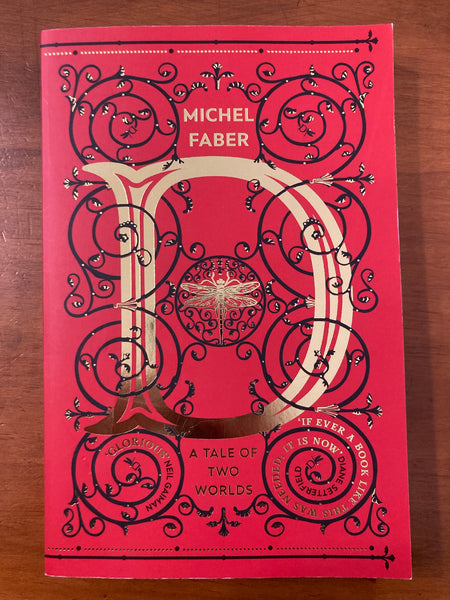 MICHEL
FABER
D
'GLORIOUS' NEIL GAIMAN
A TALE OF
TWO
WORLDS
'IF EVER A BOOK LIKE THIS WAS NEEDED, IT IS NOW' DIANE SETTERFIELD